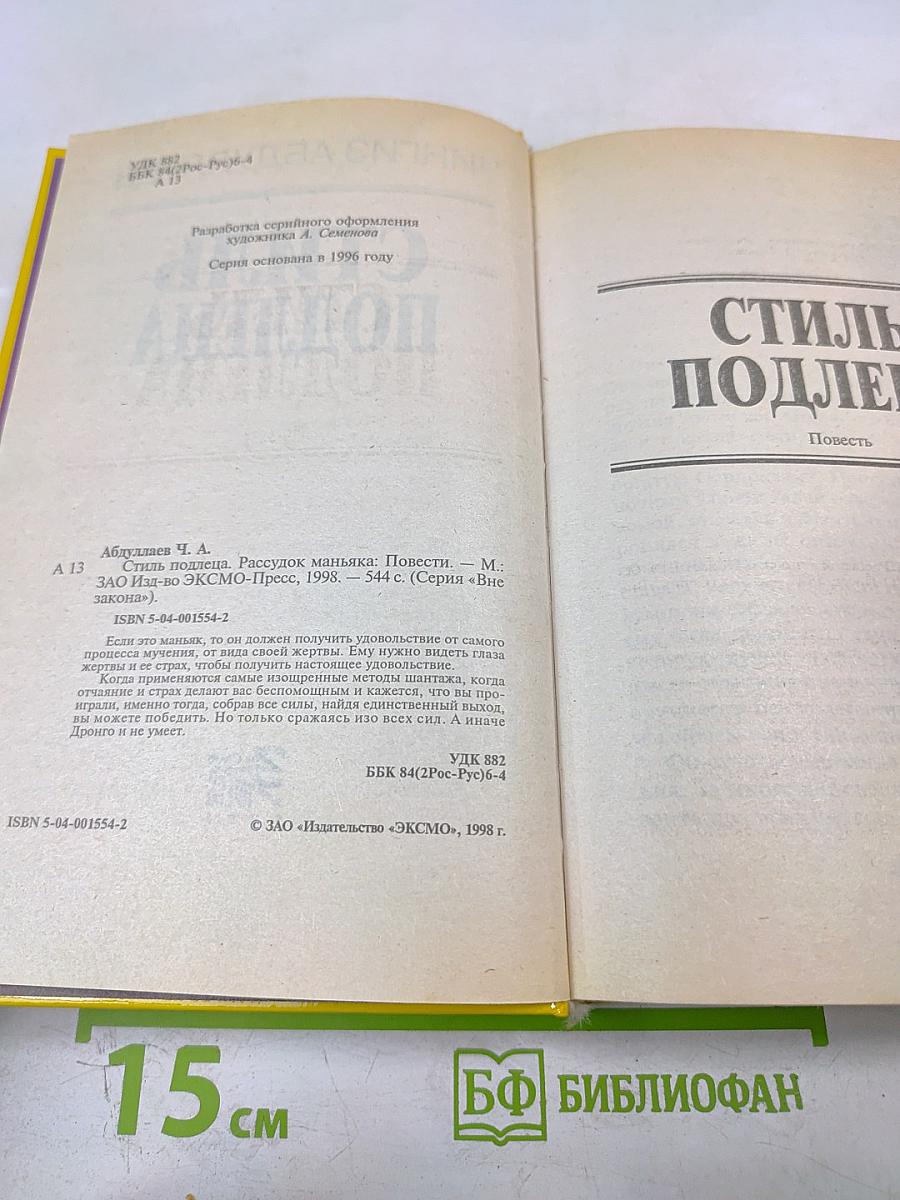 УДК 882
ББК 84(2Рос-Рус)6-4
А 13
Разработка серийного оформления
художника А. Семенова
Серия основана в 1996 году
Абдуллаев Ч. А.
А 13 Стиль подлеца. Рассудок маньяка: Повести. — М.:
ЗАО Изд-во ЭКСМО-Пресс, 1998. — 544 с. (Серия «Вне
закона»).
ISBN 5-04-001554-2
Если это маньяк, то он должен получить удовольствие от самого
процесса мучения, от вида своей жертвы. Ему нужно видеть глаза
жертвы и ее страх, чтобы получить настоящее удовольствие.
Когда применяются самые изощренные методы шантажа, когда
отчаяние и страх делают вас беспомощным и кажется, что вы про-
играли, именно тогда, собрав все силы, найдя единственный выход,
вы можете победить. Но только сражаясь изо всех сил. А иначе
Дронго и не умеет.
УДК 882
ББК 84(2Рос-Рус)6-4
ISBN 5-04-001554-2
© ЗАО «Издательство «ЭКСМО», 1998 г.
СТИЛЬ
ПОДЛЕ
Повесть
15 см
БФ БИБЛИОФАН